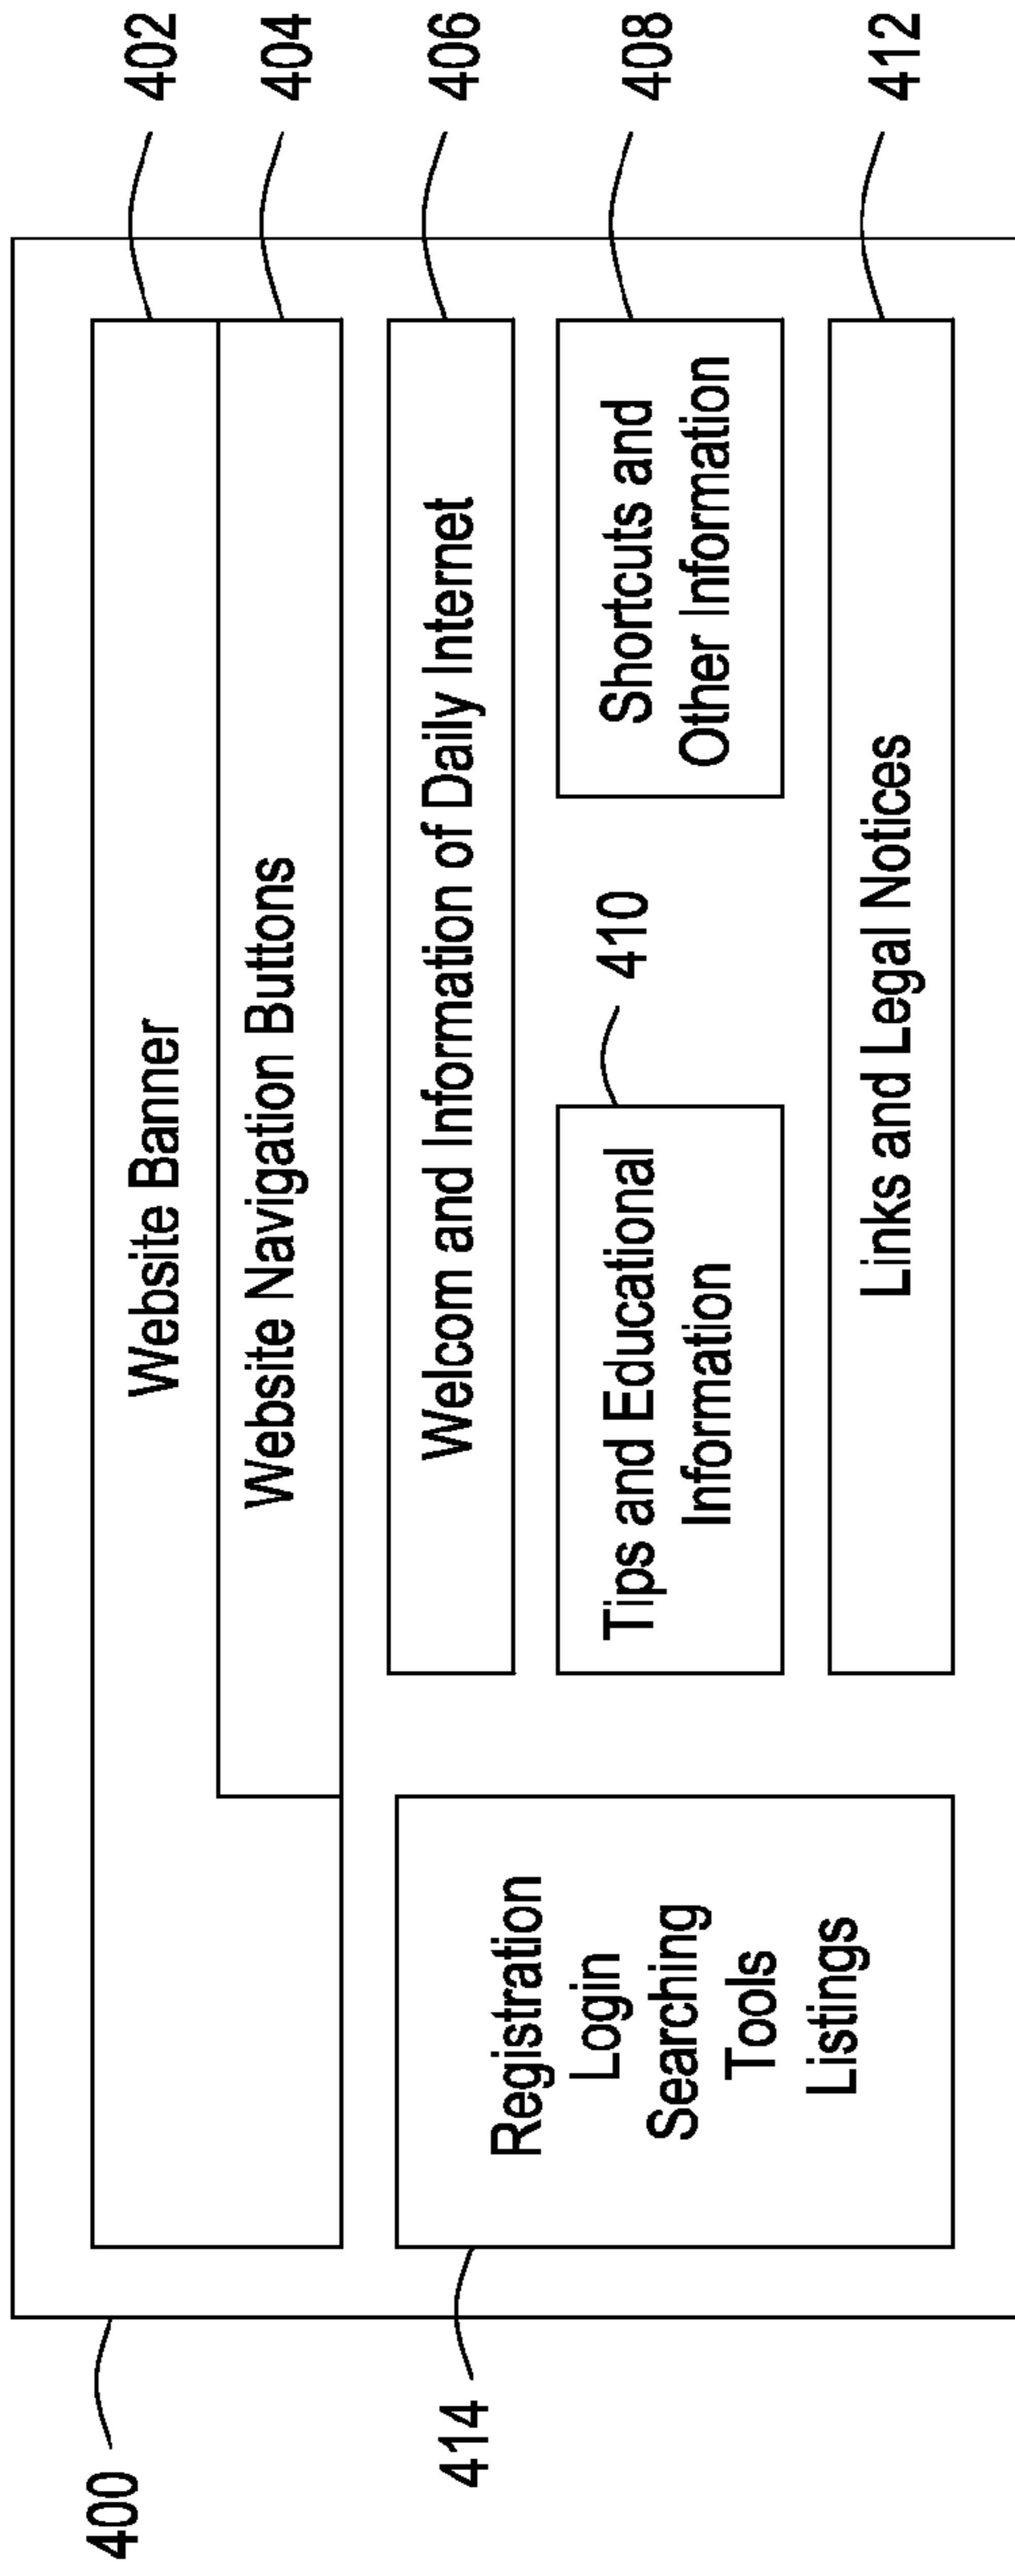 400
402
Website Banner
404
Website Navigation Buttons
406
Welcom and Information of Daily Internet
414
Registration
Login
Searching
Tools
Listings
410
Tips and Educational
Information
408
Shortcuts and
Other Information
412
Links and Legal Notices